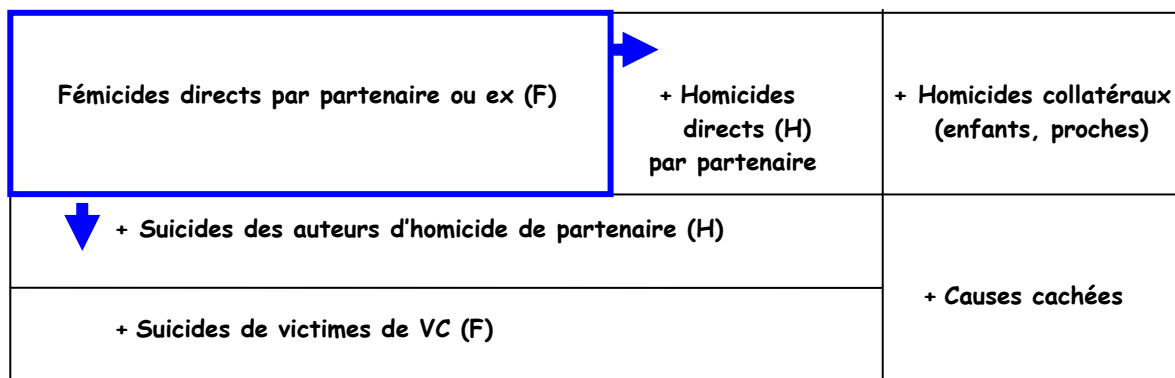 Fémicides directs par partenaire ou ex (F)
+ Homicides
directs (H)
par partenaire
+ Homicides collatéraux
(enfants, proches)
+ Suicides des auteurs d'homicide de partenaire (H)
+ Causes cachées
+ Suicides de victimes de VC (F)